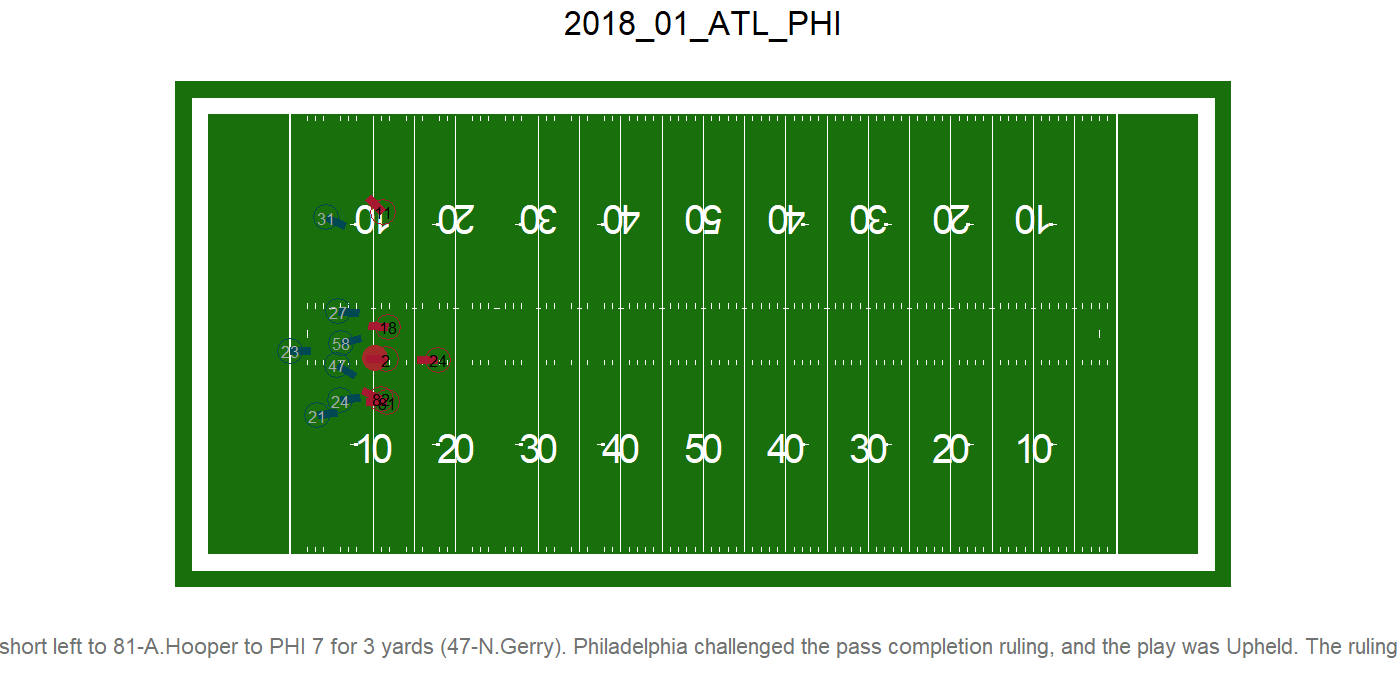 2018_01_ATL_PHI
10 20 30 40 50 40 30 20 10
31 11
27 18
58
23
2 24
47
24 82 81
21
10 20 30 40 50 40 30 20 10
short left to 81-A.Hooper to PHI 7 for 3 yards (47-N.Gerry). Philadelphia challenged the pass completion ruling, and the play was Upheld. The ruling